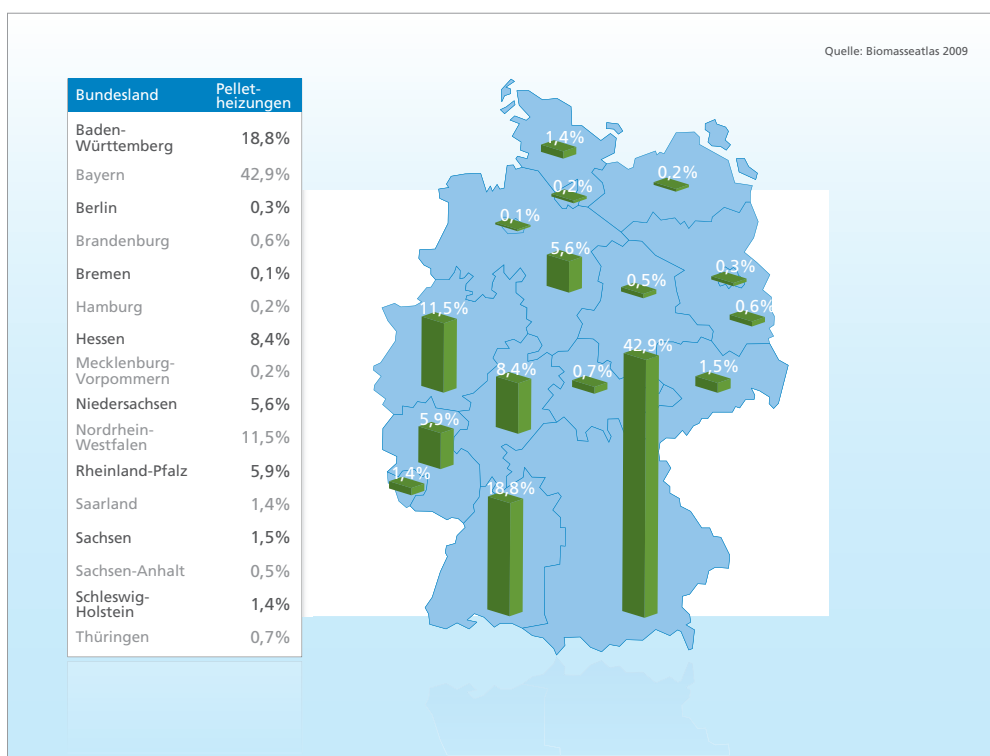 Quelle: Biomasseatlas 2009
Bundesland
Pellet-
heizungen
Baden-
Württemberg
18,8%
Bayern 42,9%
Berlin 0,3%
Brandenburg 0,6%
Bremen 0,1%
Hamburg 0,2%
Hessen 8,4%
Mecklenburg-
Vorpommern
0,2%
Niedersachsen 5,6%
Nordrhein-
Westfalen
11,5%
Rheinland-Pfalz 5,9%
Saarland 1,4%
Sachsen 1,5%
Sachsen-Anhalt 0,5%
Schleswig-
Holstein
1,4%
Thüringen 0,7%
1,4%
0,2%
0,2%
0,1%
5,6%
0,3%
0,5%
0,6%
11,5%
42,9%
8,4%
0,7%
1,5%
5,9%
1,4%
18,8%